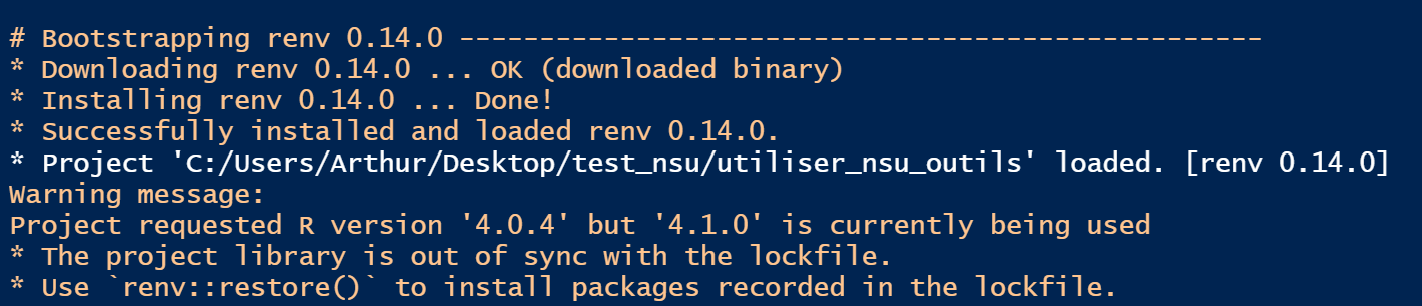 # Bootstrapping renv 0.14.0 --------------------------------------------------
* Downloading renv 0.14.0 ... OK (downloaded binary)
* Installing renv 0.14.0 ... Done!
* Successfully installed and loaded renv 0.14.0.
* Project 'C:/Users/Arthur/Desktop/test_nsu/utiliser_nsu_outils' loaded. [renv 0.14.0]
Warning message:
Project requested R version '4.0.4' but '4.1.0' is currently being used
* The project library is out of sync with the lockfile.
* Use `renv::restore()` to install packages recorded in the lockfile.